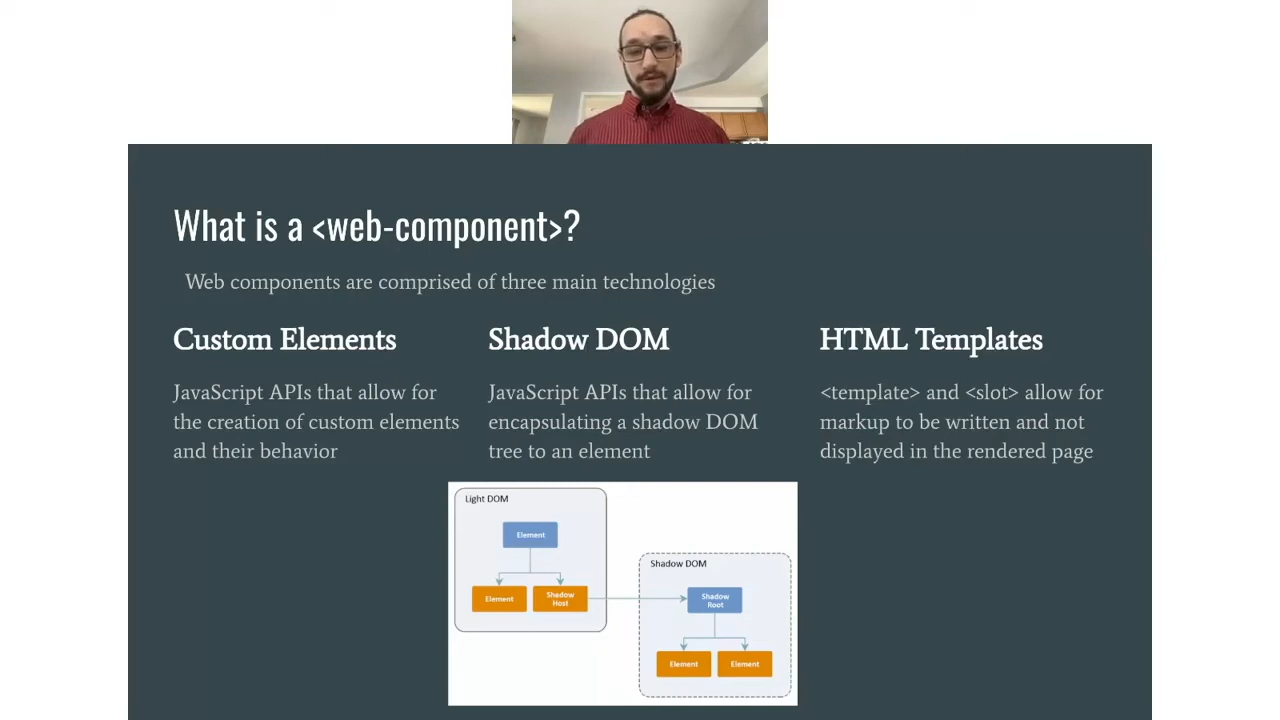 What is a <web-component>?
Web components are comprised of three main technologies
Custom Elements
JavaScript APIs that allow for
the creation of custom elements
and their behavior
Shadow DOM
JavaScript APIs that allow for
encapsulating a shadow DOM
tree to an element
HTML Templates
<template> and <slot> allow for
markup to be written and not
displayed in the rendered page
Light DOM
Element
Element
Shadow
Host
Shadow DOM
Shadow
Root
Element
Element